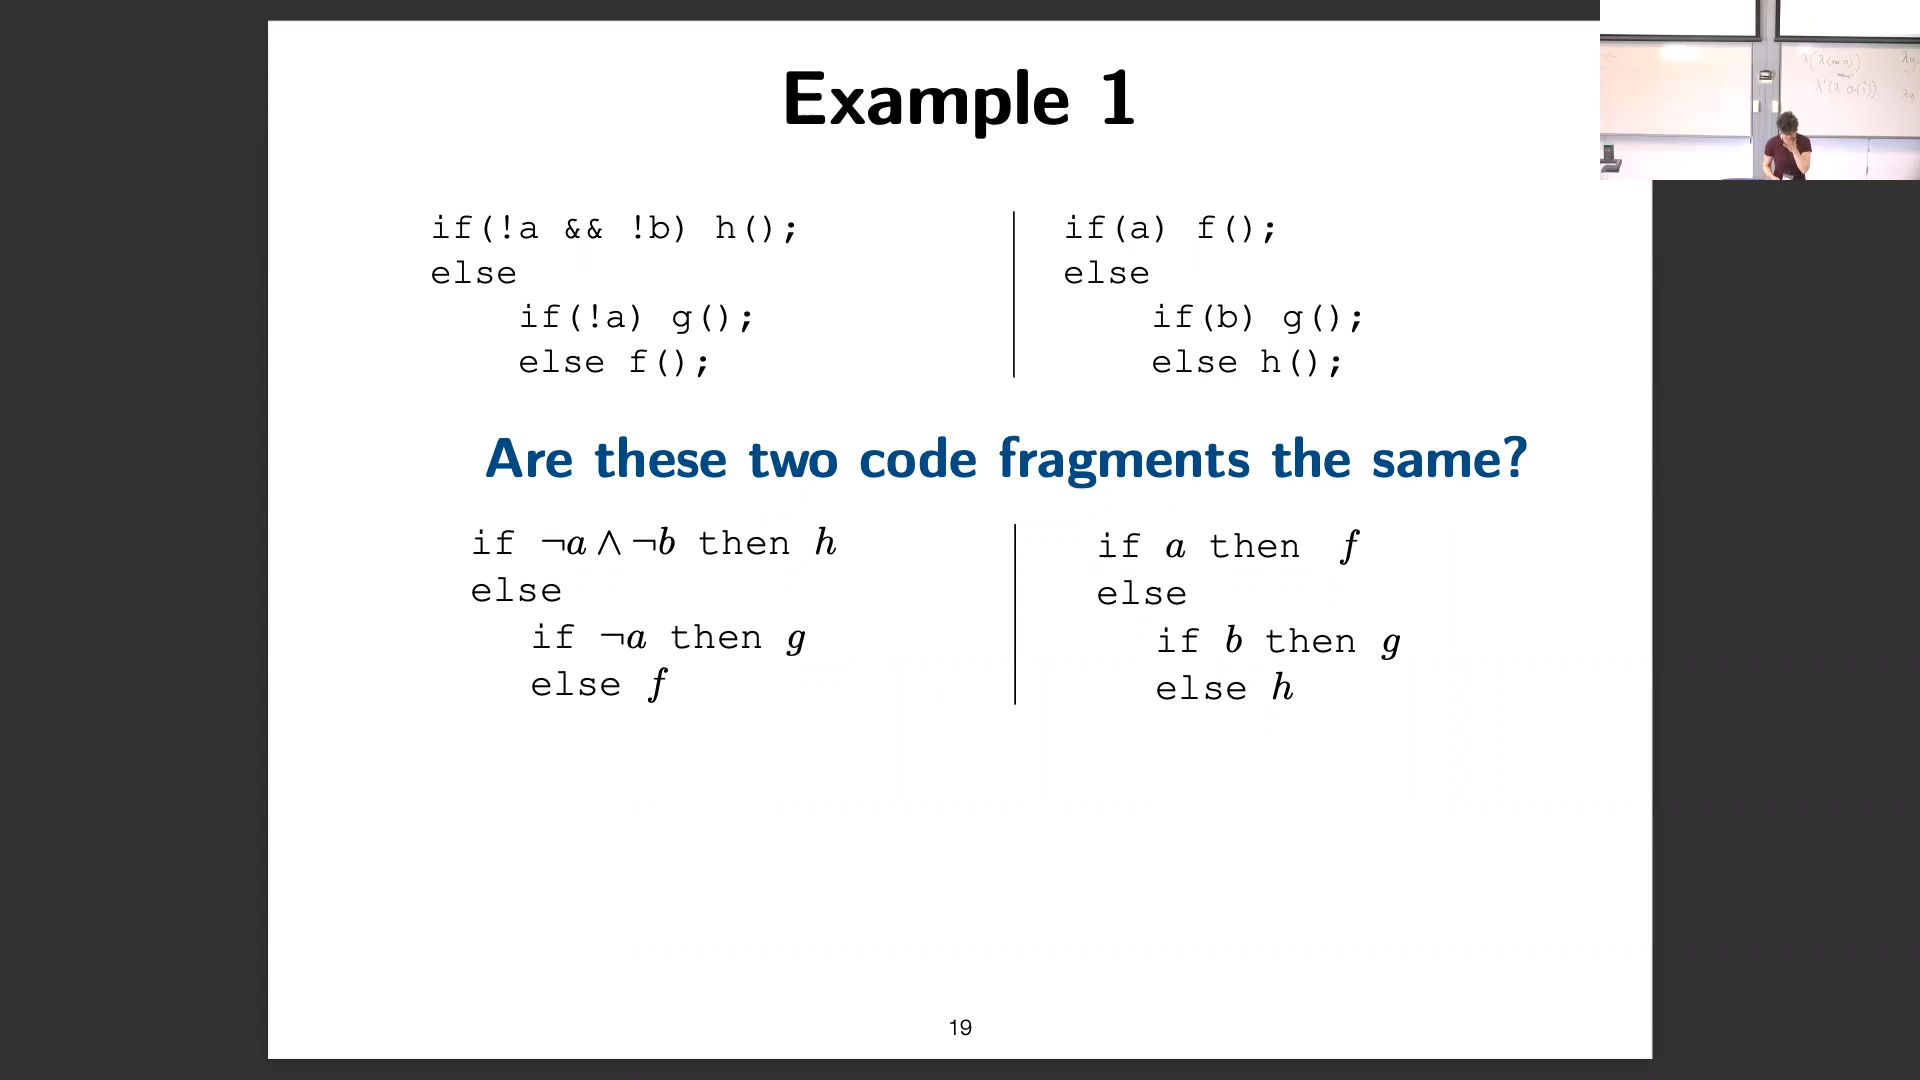 Example 1
if(!a && !b) h();
else
if(!a) g();
else f();
if(a) f();
else
if(b) g();
else h();
Are these two code fragments the same?
if ¬a ∧ ¬b then h
else
if ¬a then g
else f
if a then f
else
if b then g
else h
19